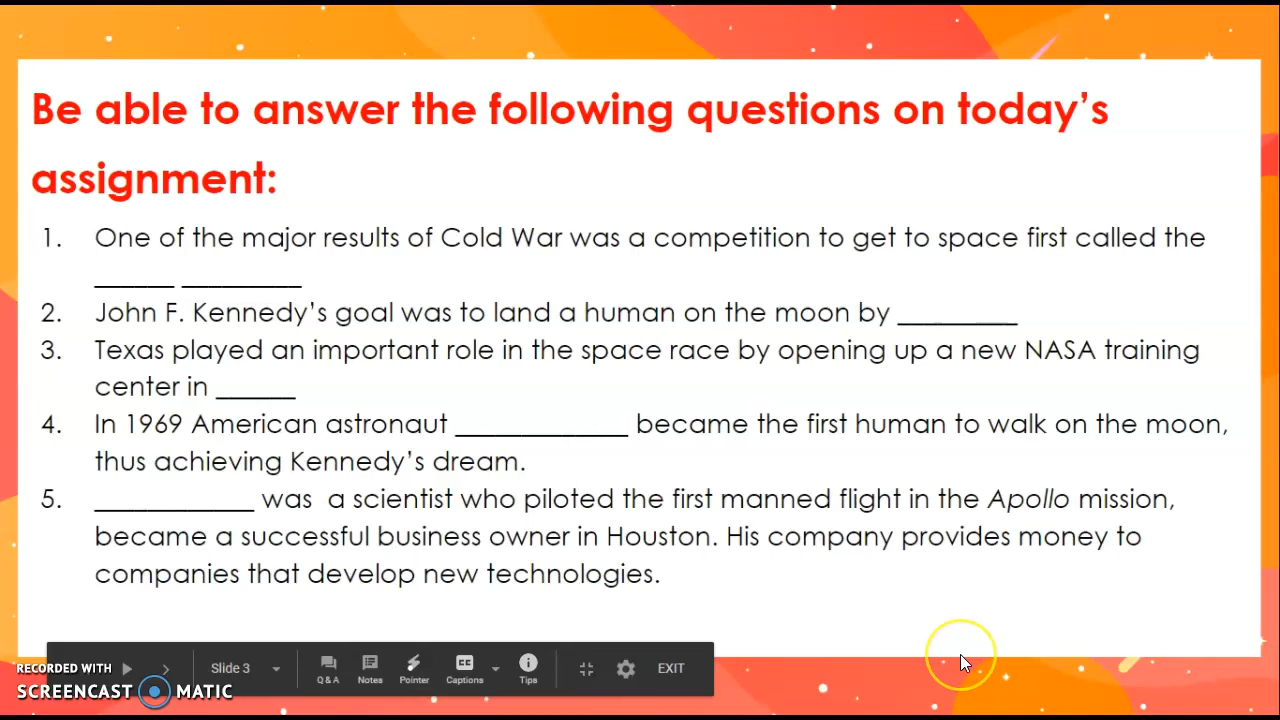 Be able to answer the following questions on today's
assignment:
1. One of the major results of Cold War was a competition to get to space first called the
______ _________
2. John F. Kennedy's goal was to land a human on the moon by _________
3. Texas played an important role in the space race by opening up a new NASA training
center in ______
4. In 1969 American astronaut _____________ became the first human to walk on the moon,
thus achieving Kennedy's dream.
5. ____________ was a scientist who piloted the first manned flight in the Apollo mission,
became a successful business owner in Houston. His company provides money to
companies that develop new technologies.
RECORDED WITH
SCREENCAST MATIC
Slide 3
Q & A
Notes
Pointer
CC
Captions
Tips
EXIT